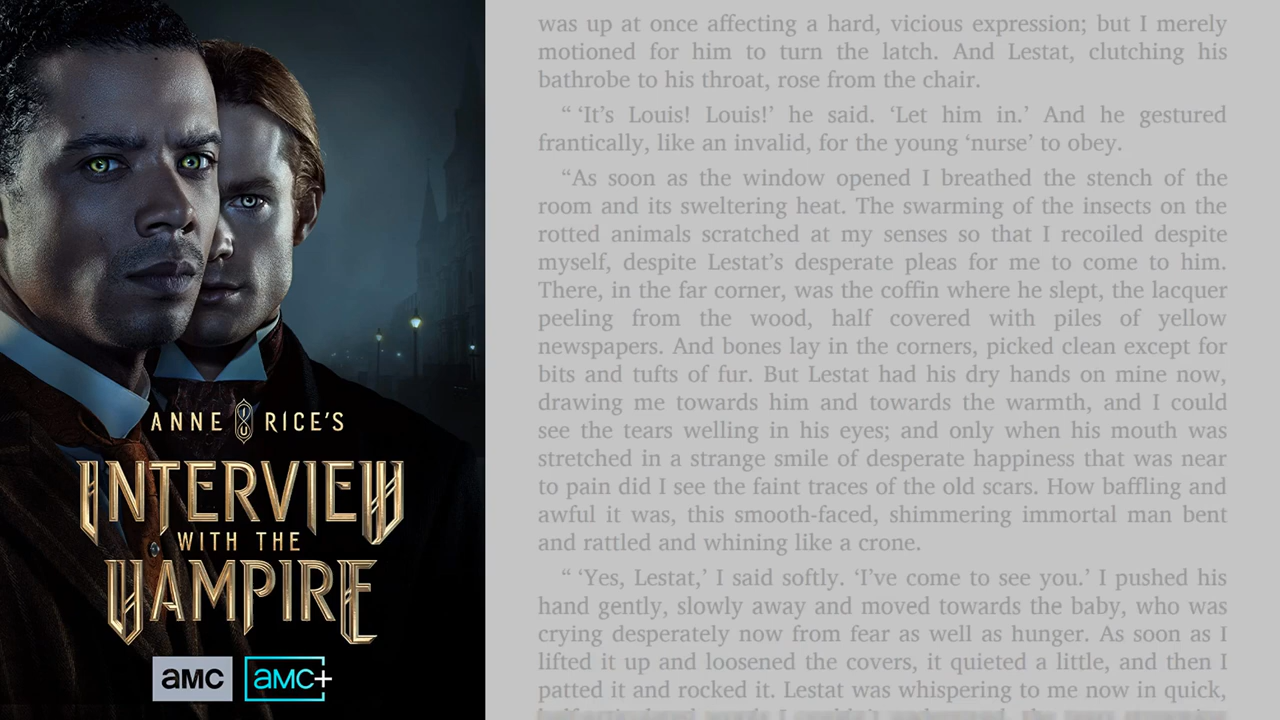 ANNE RICE'S
INTERVIEW
WITH THE
VAMPIRE
amc
amc+
was up at once affecting a hard, vicious expression; but I merely
motioned for him to turn the latch. And Lestat, clutching his
bathrobe to his throat, rose from the chair.
“ ‘It’s Louis! Louis!’ he said. ‘Let him in.’ And he gestured
frantically, like an invalid, for the young ‘nurse’ to obey.
“As soon as the window opened I breathed the stench of the
room and its sweltering heat. The swarming of the insects on the
rotted animals scratched at my senses so that I recoiled despite
myself, despite Lestat’s desperate pleas for me to come to him.
There, in the far corner, was the coffin where he slept, the lacquer
peeling from the wood, half covered with piles of yellow
newspapers. And bones lay in the corners, picked clean except for
bits and tufts of fur. But Lestat had his dry hands on mine now,
drawing me towards him and towards the warmth, and I could
see the tears welling in his eyes; and only when his mouth was
stretched in a strange smile of desperate happiness that was near
to pain did I see the faint traces of the old scars. How baffling and
awful it was, this smooth-faced, shimmering immortal man bent
and rattled and whining like a crone.
“ ‘Yes, Lestat,’ I said softly. ‘I’ve come to see you.’ I pushed his
hand gently, slowly away and moved towards the baby, who was
crying desperately now from fear as well as hunger. As soon as I
lifted it up and loosened the covers, it quieted a little, and then I
patted it and rocked it. Lestat was whispering to me now in quick,